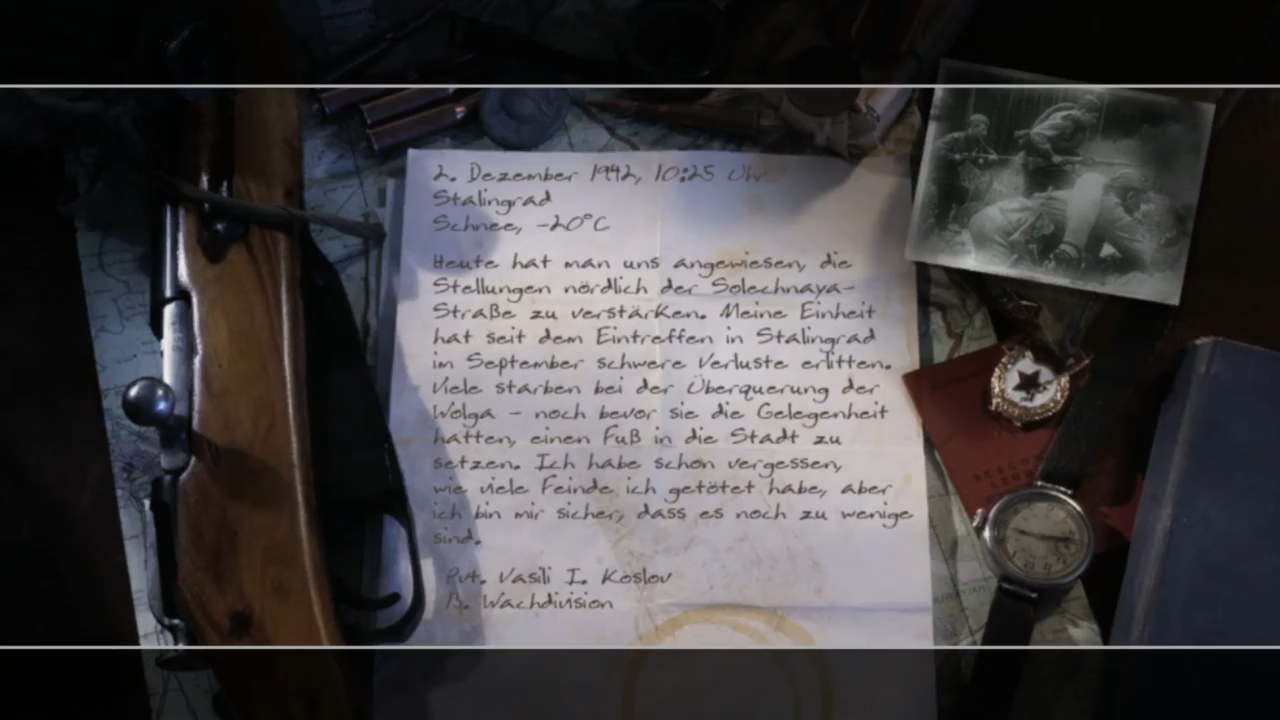 2. Dezember 1942, 10:25 Uhr
Stalingrad
Schnee, -20°C
Heute hat man uns angewiesen, die
Stellungen nördlich der Solechnaya-
Straße zu verstärken. Meine Einheit
hat seit dem Eintreffen in Stalingrad
im September schwere Verluste erlitten.
Viele starben bei der Überquerung der
Wolga - noch bevor sie die Gelegenheit
hatten, einen Fuß in die Stadt zu
setzen. Ich habe schon vergessen,
wie viele Feinde ich getötet habe, aber
ich bin mir sicher, dass es noch zu wenige
sind.
Pvt. Vasili I. Koslov
13. Wachdivision